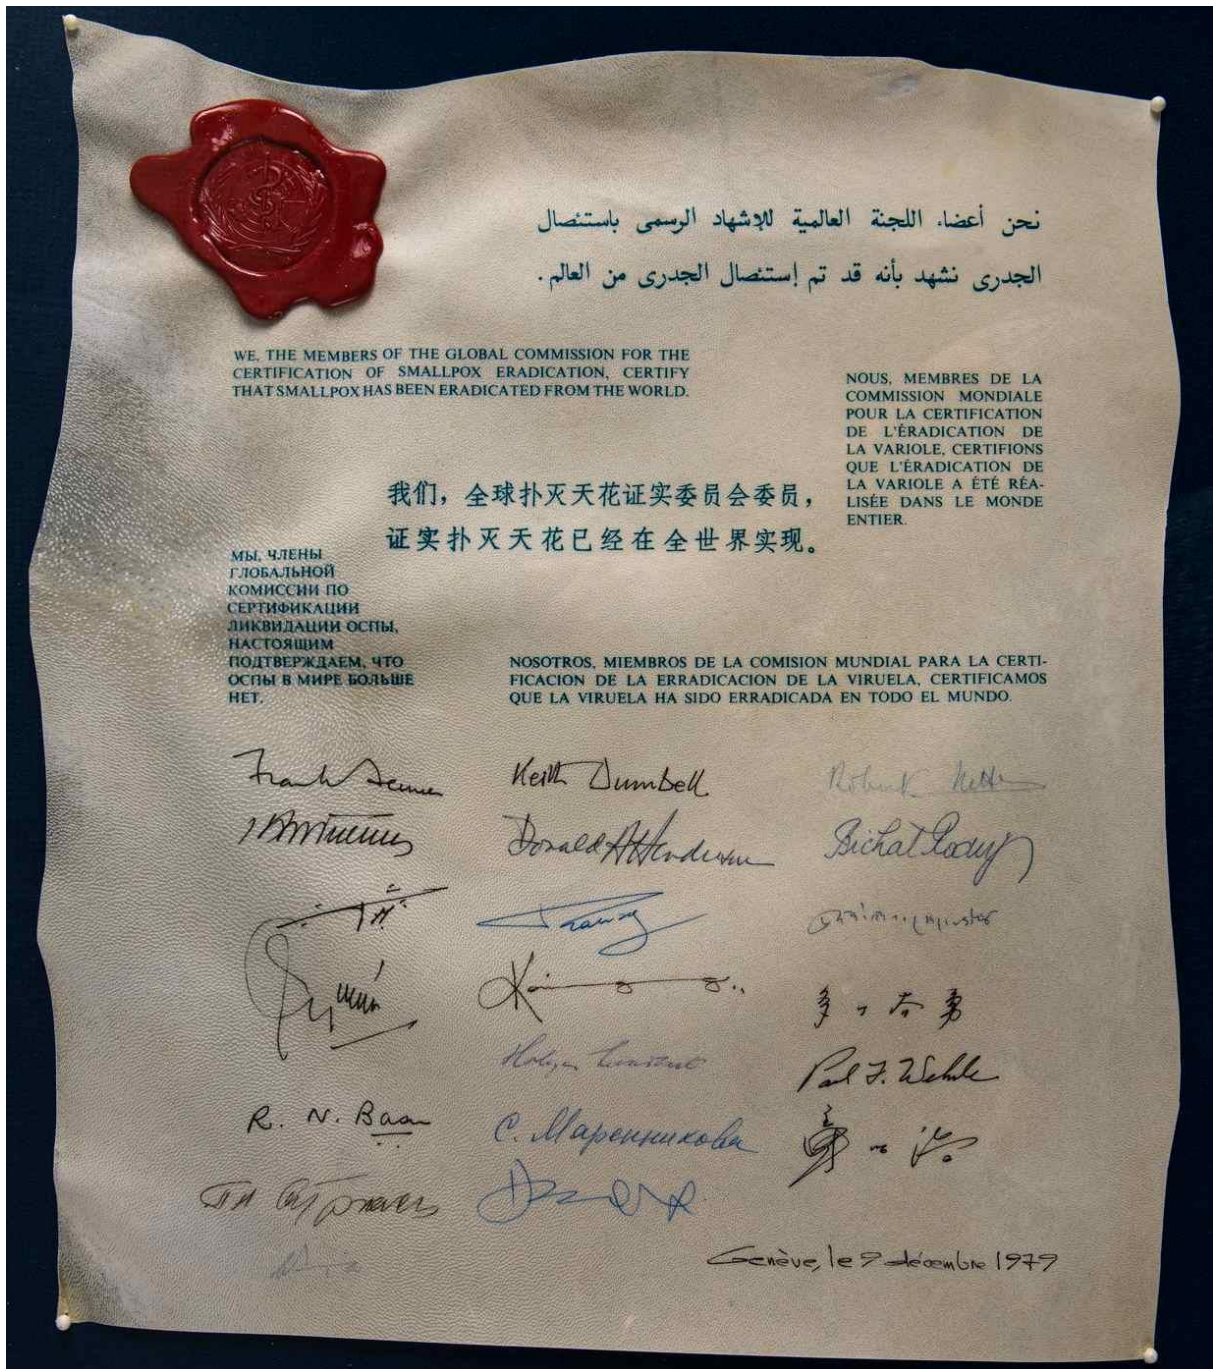 نحن أعضاء اللجنة العالمية للإشهاد الرسمى باستئصال
الجدرى نشهد بأنه قد تم إستئصال الجدرى من العالم.
WE, THE MEMBERS OF THE GLOBAL COMMISSION FOR THE
CERTIFICATION OF SMALLPOX ERADICATION, CERTIFY
THAT SMALLPOX HAS BEEN ERADICATED FROM THE WORLD.
NOUS, MEMBRES DE LA
COMMISSION MONDIALE
POUR LA CERTIFICATION
DE L'ÉRADICATION DE
LA VARIOLE, CERTIFIONS
QUE L'ÉRADICATION DE
LA VARIOLE A ÉTÉ RÉA-
LISÉE DANS LE MONDE
ENTIER.
我们，全球扑灭天花证实委员会委员，
证实扑灭天花已经在全世界实现。
МЫ, ЧЛЕНЫ
ГЛОБАЛЬНОЙ
КОМИССИИ ПО
СЕРТИФИКАЦИИ
ЛИКВИДАЦИИ ОСПЫ,
НАСТОЯЩИМ
ПОДТВЕРЖДАЕМ, ЧТО
ОСПЫ В МИРЕ БОЛЬШЕ
НЕТ.
NOSOTROS, MIEMBROS DE LA COMISION MUNDIAL PARA LA CERTI-
FICACION DE LA ERRADICACION DE LA VIRUELA, CERTIFICAMOS
QUE LA VIRUELA HA SIDO ERRADICADA EN TODO EL MUNDO.
Frank Fenner
Keith Dumbell
Robert Netter
Donald A Henderson
Bichat Rodrigues
Paul F. Wehrle
R. N. Basu
С. Маренникова
Genève, le 9 décembre 1979